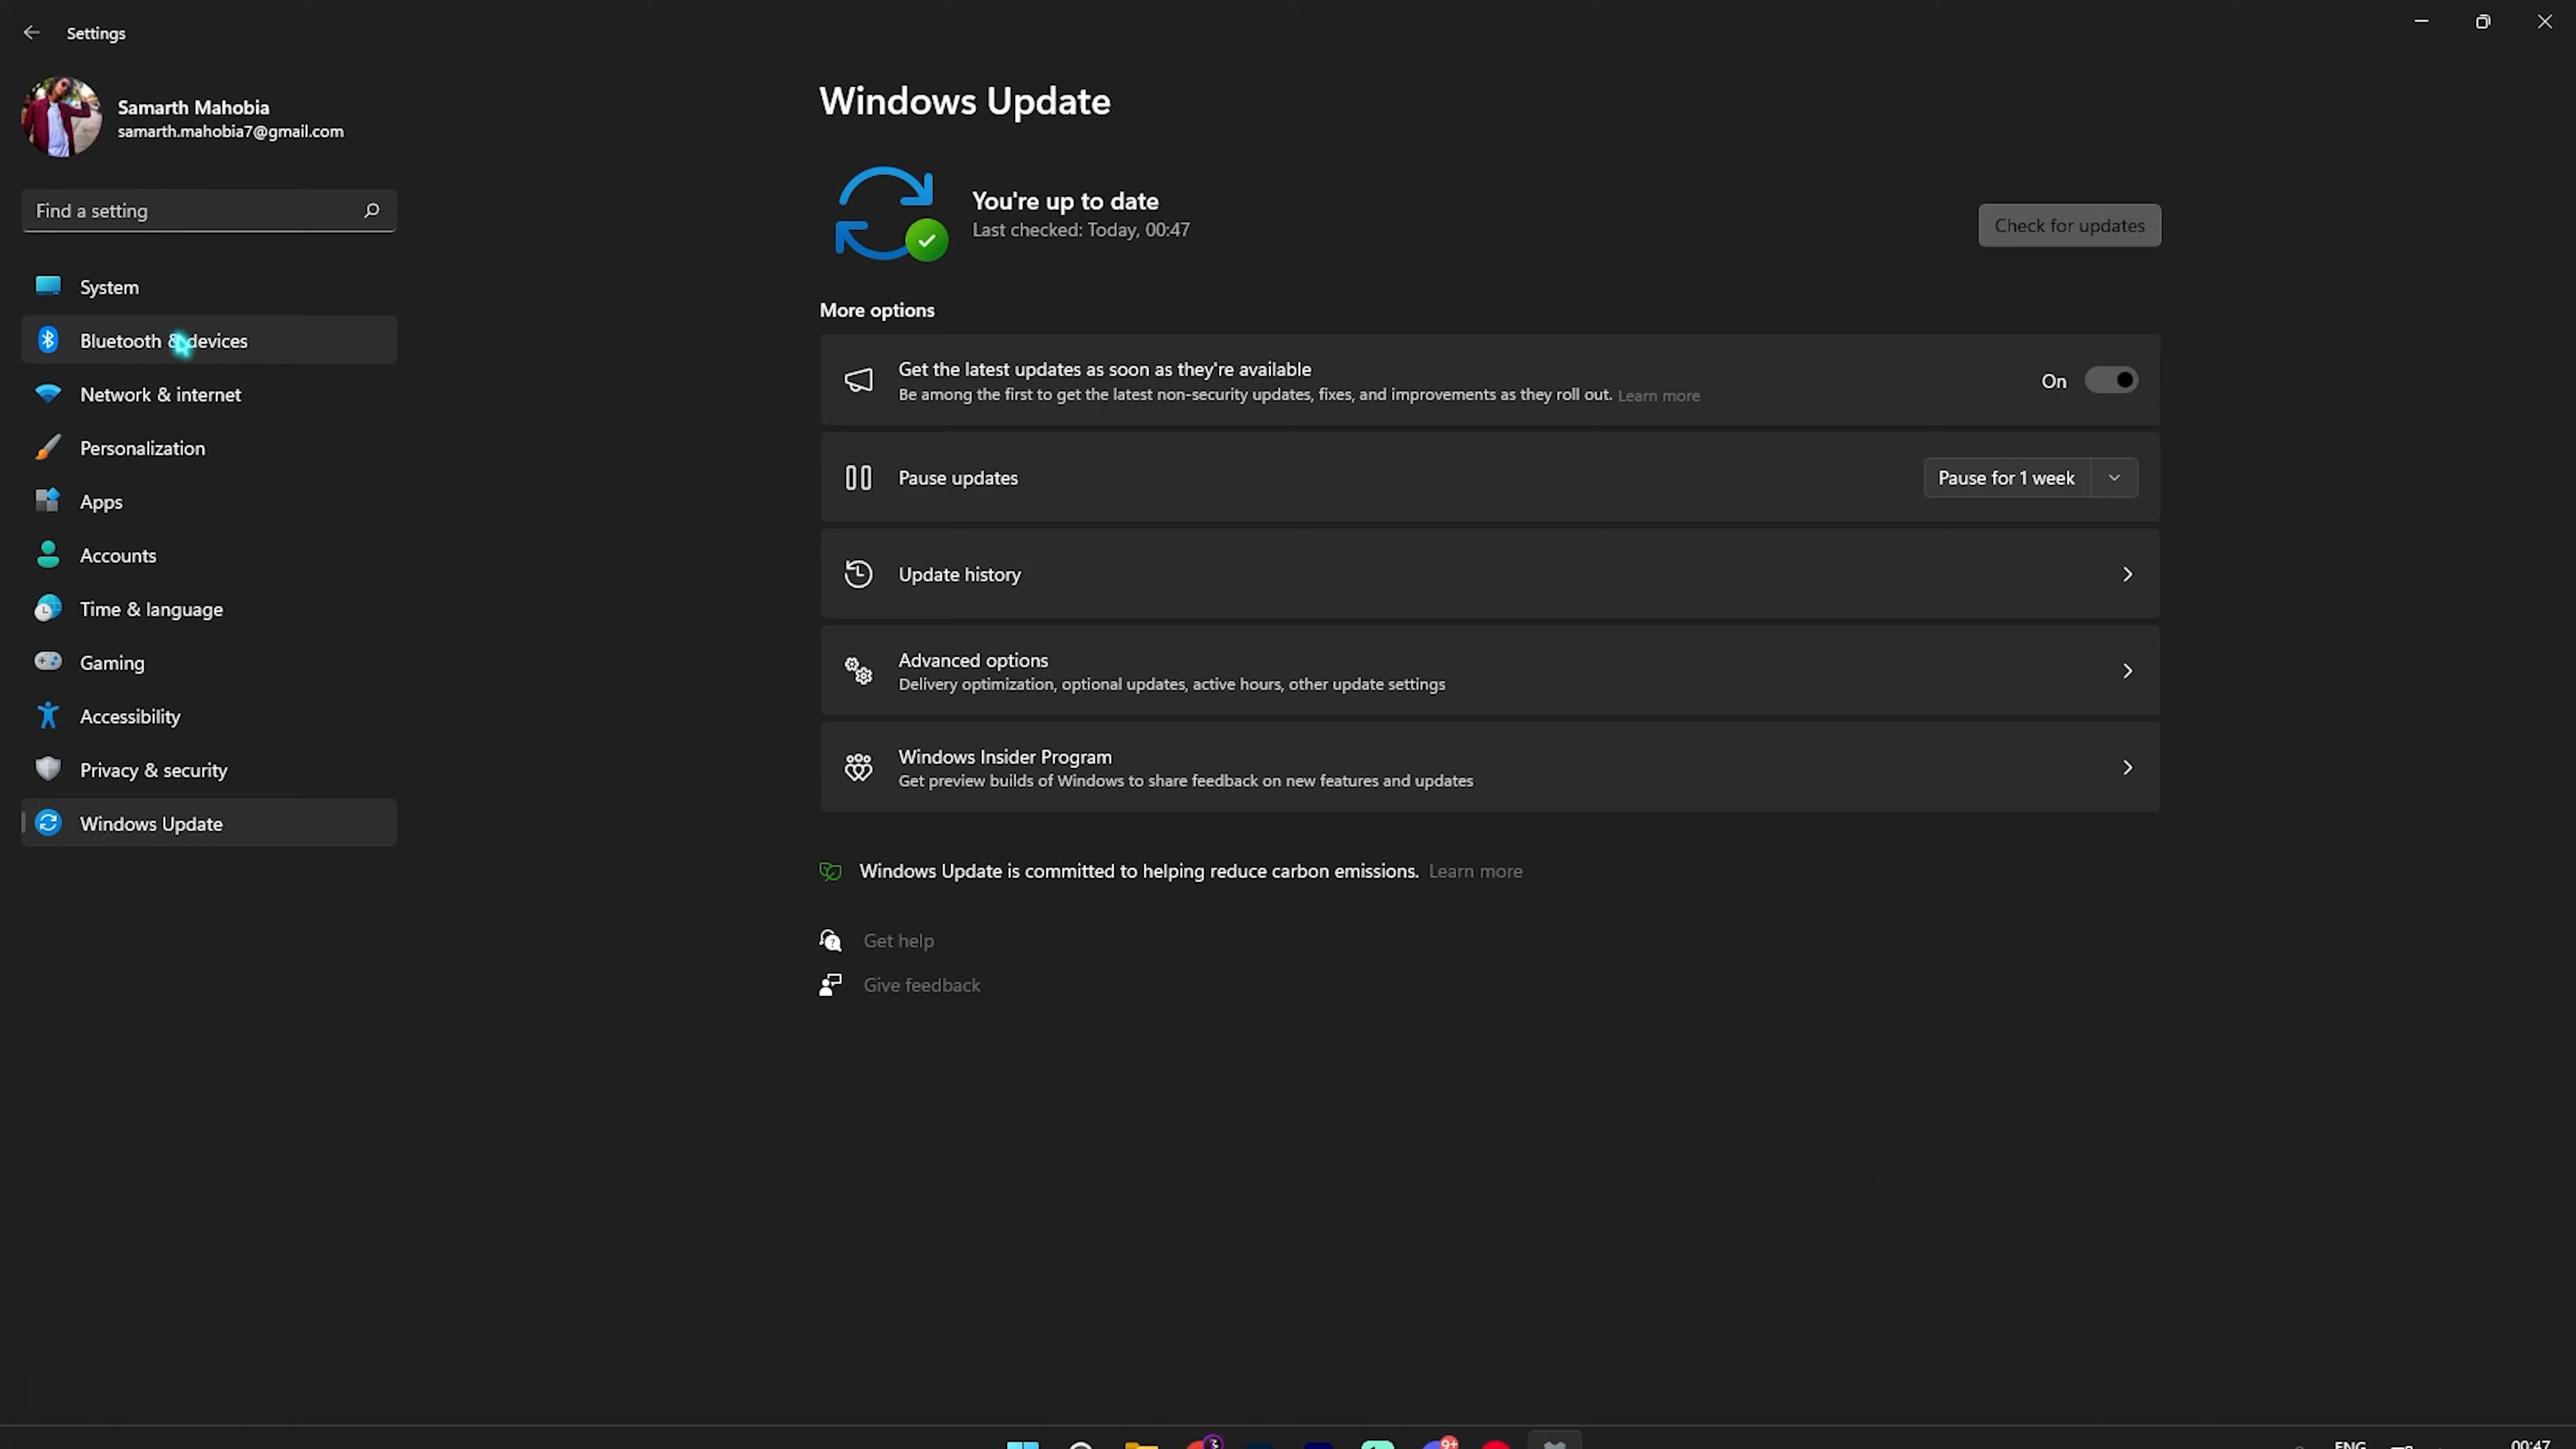 Settings
Samarth Mahobia
samarth.mahobia7@gmail.com
Find a setting
System
Bluetooth & devices
Network & internet
Personalization
Apps
Accounts
Time & language
Gaming
Accessibility
Privacy & security
Windows Update
Windows Update
You're up to date
Last checked: Today, 00:47
Check for updates
More options
Get the latest updates as soon as they're available
Be among the first to get the latest non-security updates, fixes, and improvements as they roll out. Learn more
On
Pause updates
Pause for 1 week
Update history
Advanced options
Delivery optimization, optional updates, active hours, other update settings
Windows Insider Program
Get preview builds of Windows to share feedback on new features and updates
Windows Update is committed to helping reduce carbon emissions. Learn more
Get help
Give feedback
9+
ENG
00:47